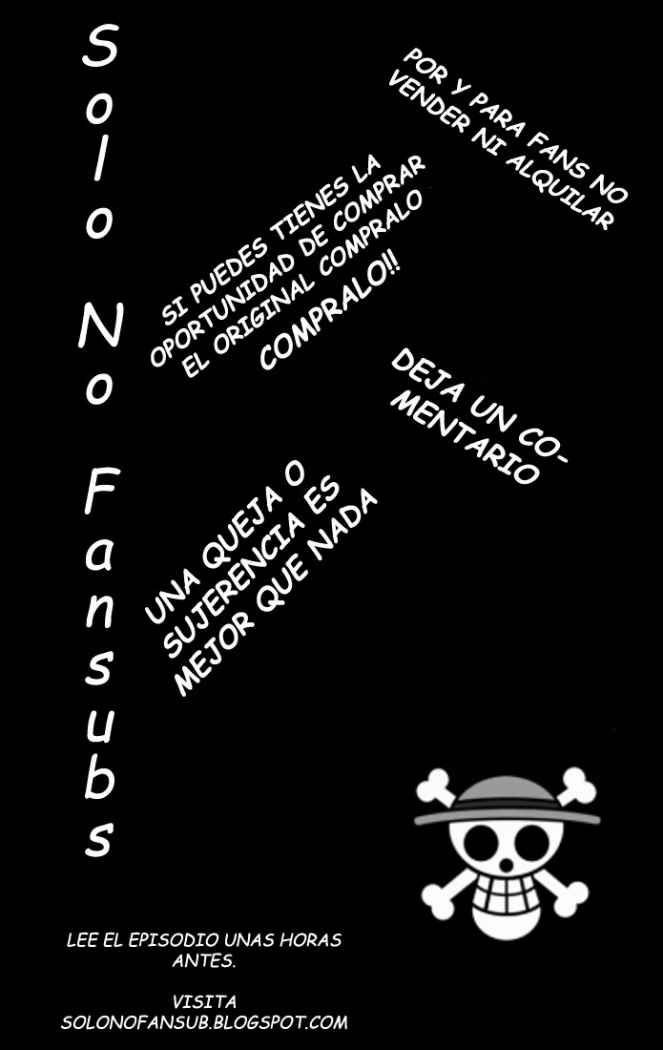 Solo No Fansubs
POR Y PARA FANS NO
VENDER NI ALQUILAR
SI PUEDES TIENES LA
OPORTUNIDAD DE COMPRAR
EL ORIGINAL COMPRALO
COMPRALO!!
DEJA UN CO-
MENTARIO
UNA QUEJA O
SUJERENCIA ES
MEJOR QUE NADA
LEE EL EPISODIO UNAS HORAS
ANTES.
VISITA
SOLONOFANSUB.BLOGSPOT.COM